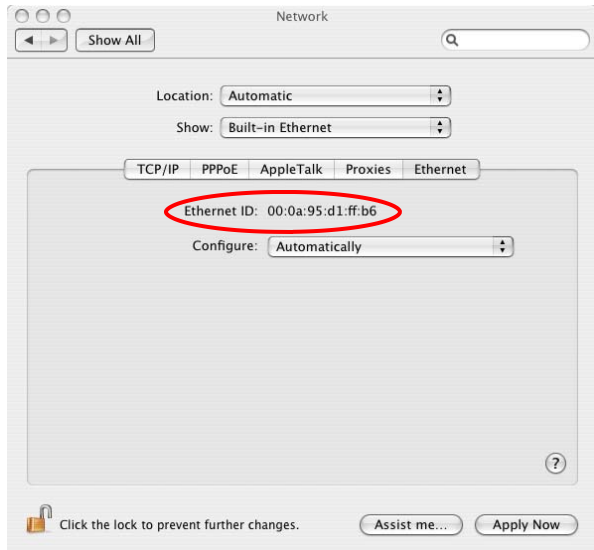 Network
Show All
Location: Automatic
Show: Built-in Ethernet
TCP/IP PPPoE AppleTalk Proxies Ethernet
Ethernet ID: 00:0a:95:d1:ff:b6
Configure: Automatically
?
Click the lock to prevent further changes. Assist me... Apply Now